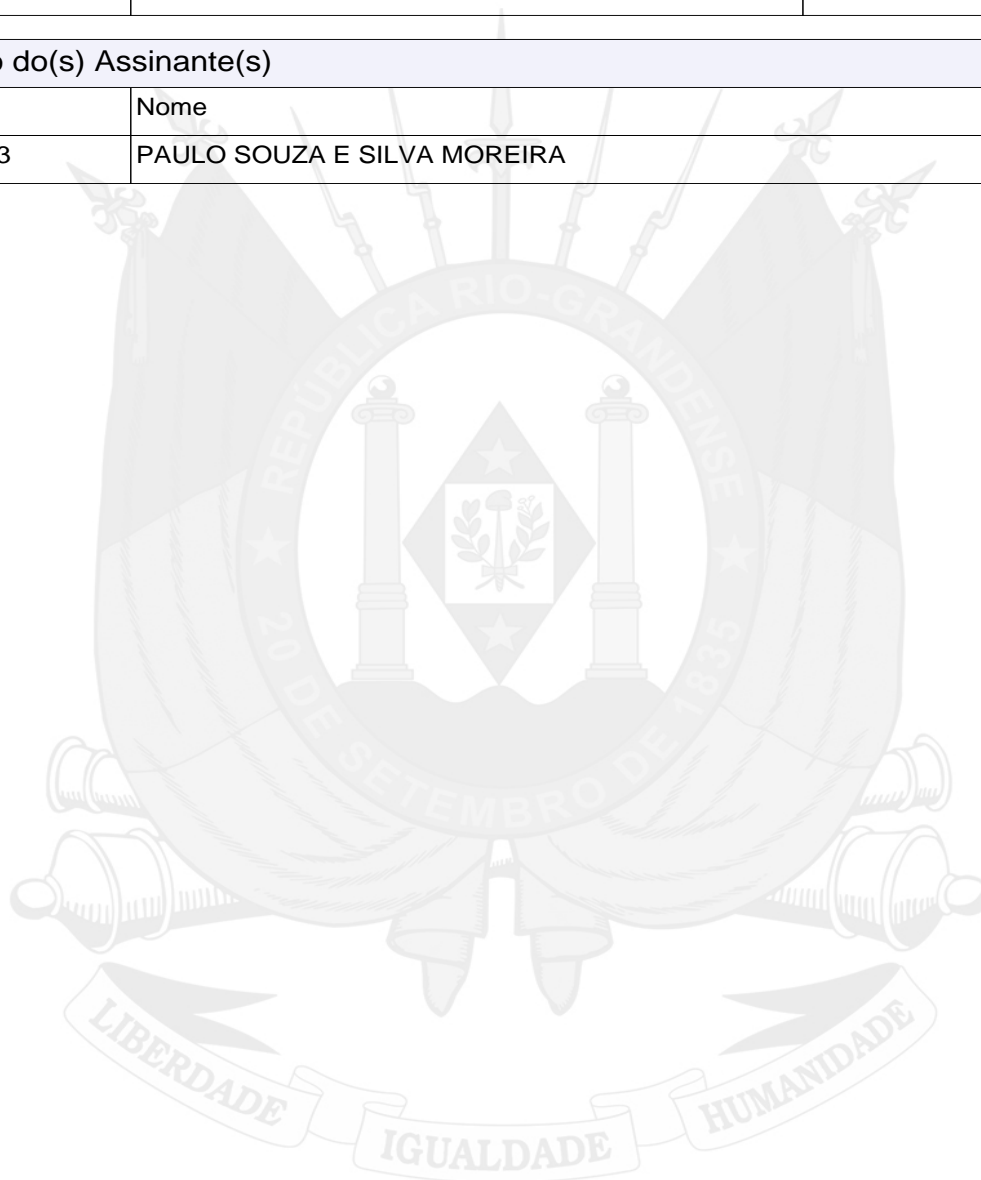 o do(s) Assinante(s)
Nome
3 PAULO SOUZA E SILVA MOREIRA
REPÚBLICA RIO-GRANDENSE
★ 20 DE SETEMBRO DE 1835 ★
LIBERDADE
IGUALDADE
HUMANIDADE